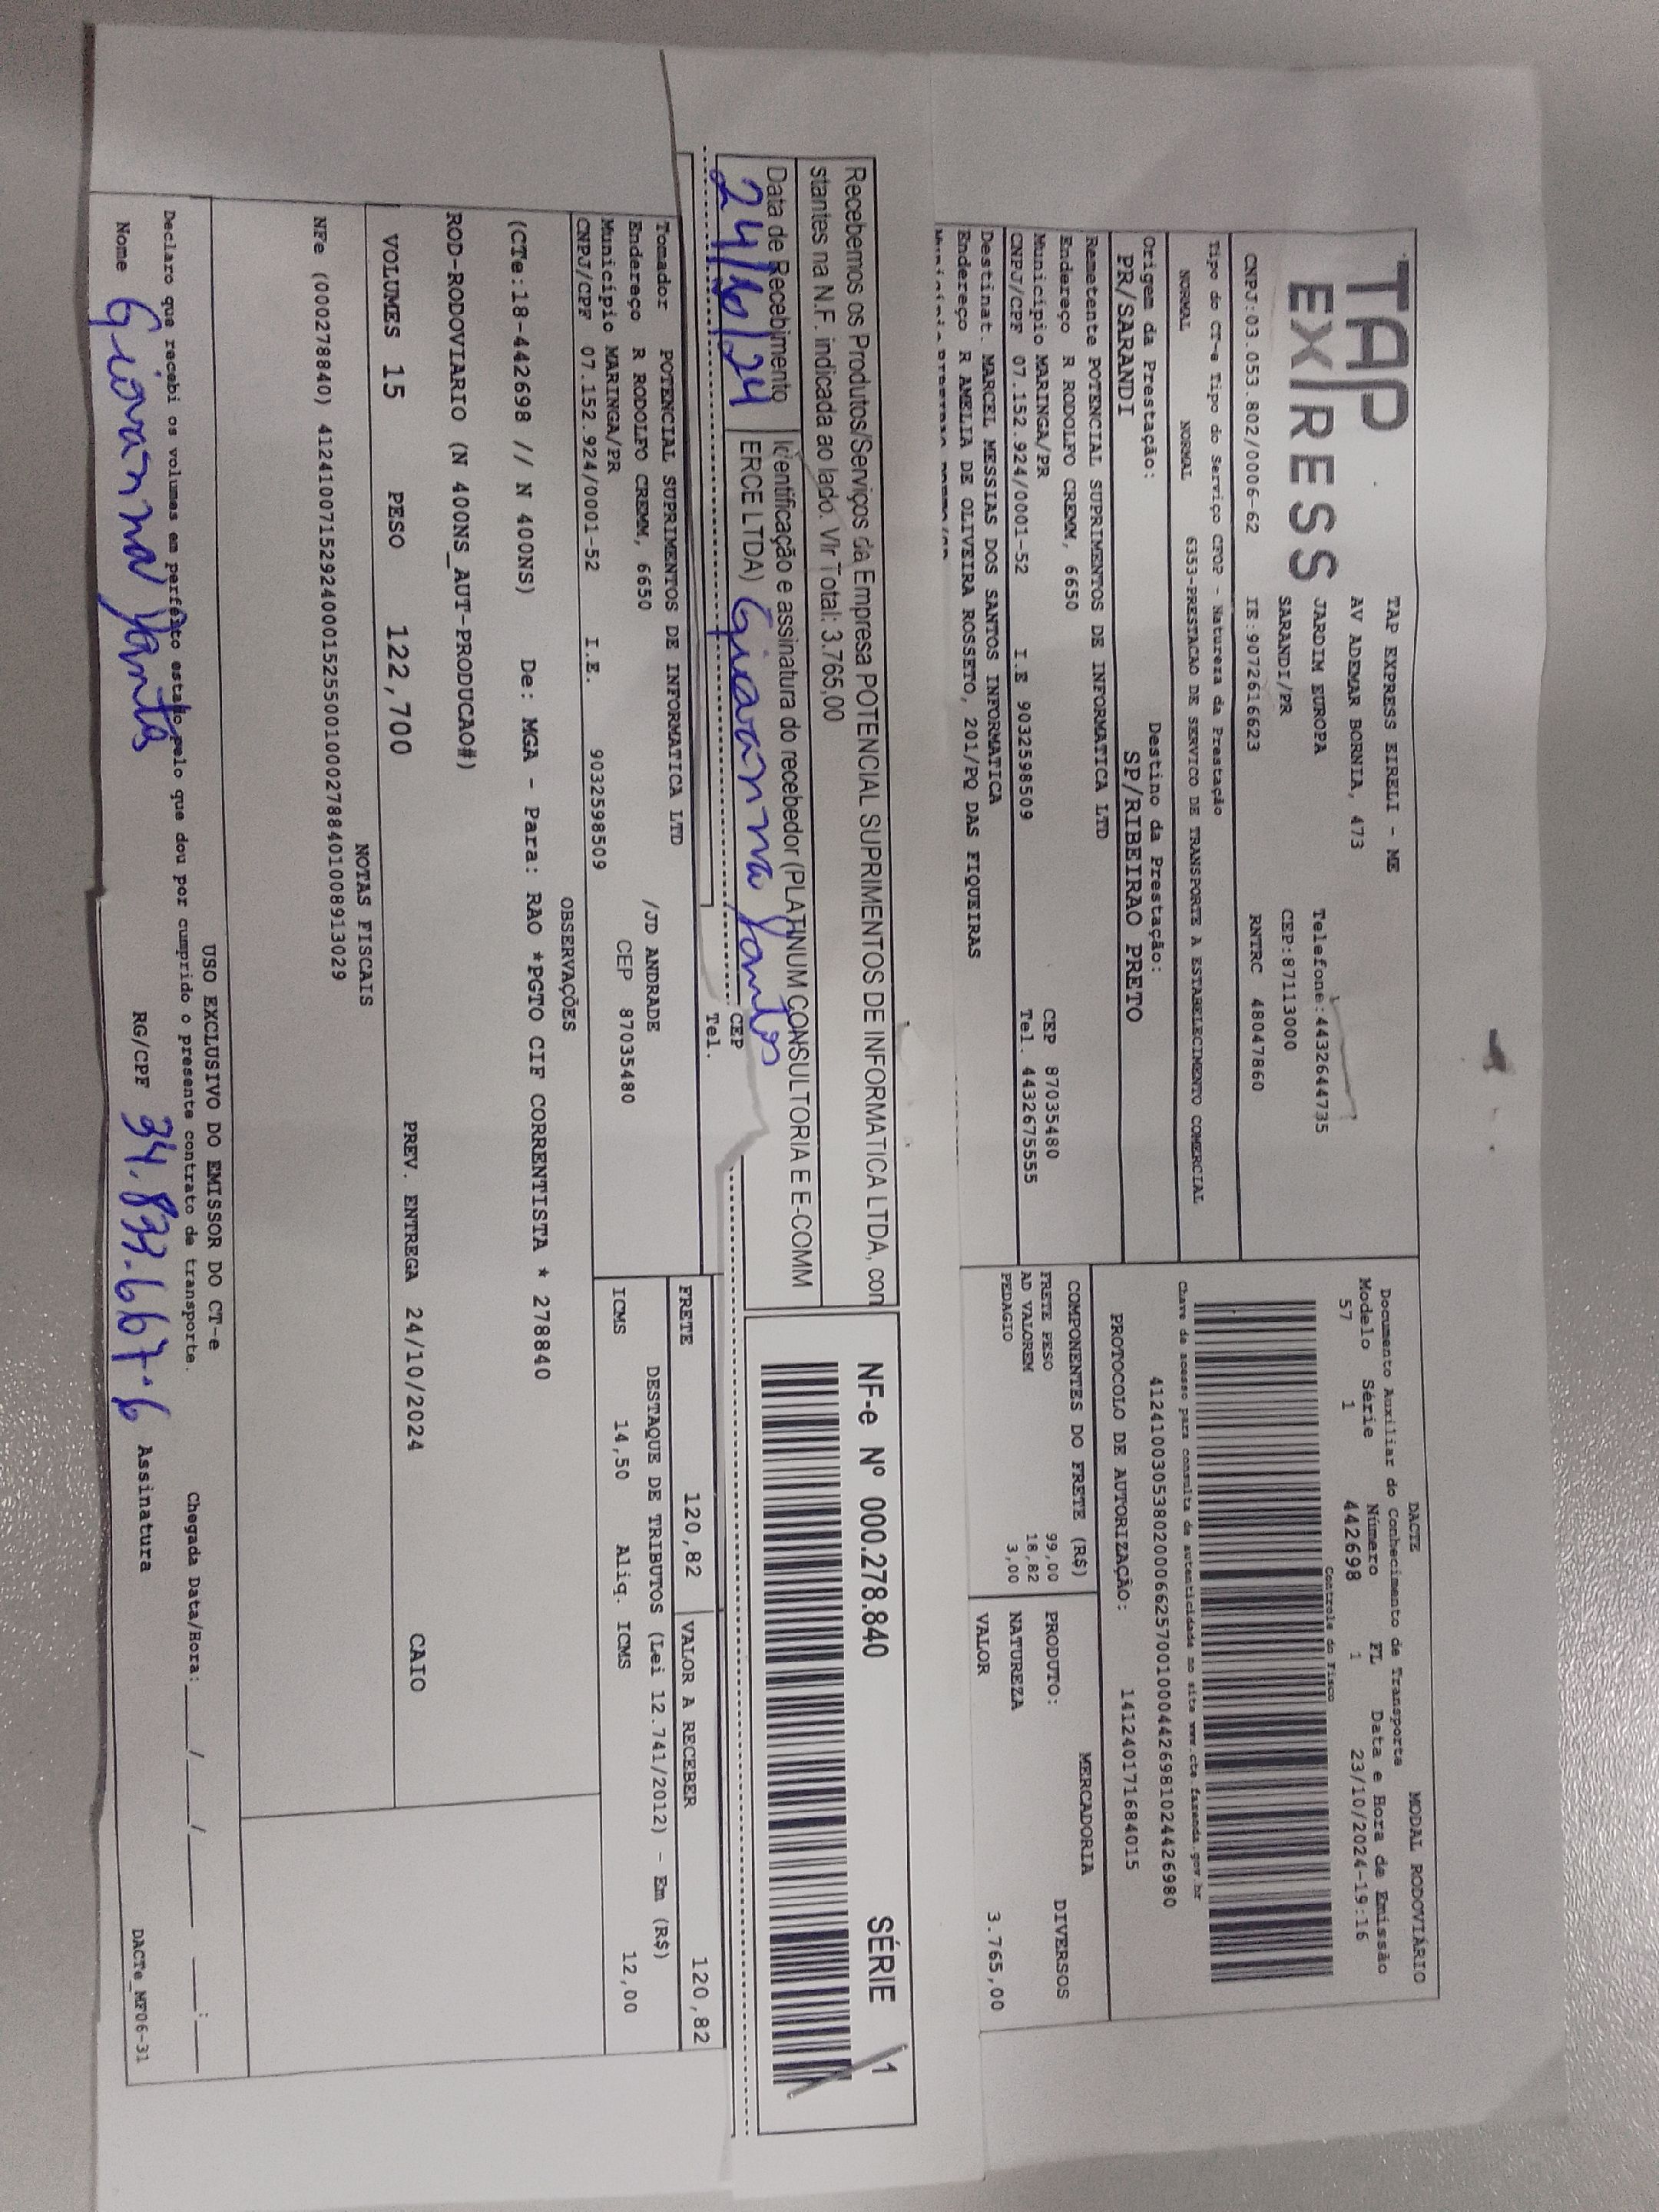 TAP
EX/RESS
TAP EXPRESS EIRELI - ME
AV ADEMAR BORNIA, 473
JARDIM EUROPA
Telefone:4432644735
SARANDI/PR
CEP:87113000
CNPJ:03.053.802/0006-62 IE:9072616623 RNTRC 48047860
DACTE
MODAL RODOVIÁRIO
Documento Auxiliar do Conhecimento de Transporte
Modelo Série Número FL Data e Hora de Emissão
57 1 442698 1 23/10/2024-19:16
Controle do Fisco
Chave de acesso para consulta de autenticidade no site www.cte.fazenda.gov.br
41241003053802000662570010004426981024426980
PROTOCOLO DE AUTORIZAÇÃO: 141240171684015
Tipo do CT-e Tipo do Serviço CFOP - Natureza da Prestação
NORMAL NORMAL 6353-PRESTACAO DE SERVICO DE TRANSPORTE A ESTABELECIMENTO COMERCIAL
Origem da Prestação: Destino da Prestação:
PR/SARANDI SP/RIBEIRAO PRETO
Remetente POTENCIAL SUPRIMENTOS DE INFORMATICA LTD
Endereço R RODOLFO CREMM, 6650
Município MARINGA/PR CEP 87035480
CNPJ/CPF 07.152.924/0001-52 I.E 9032598509 Tel. 4432675555
Destinat. MARCEL MESSIAS DOS SANTOS INFORMATICA
Endereço R AMELIA DE OLIVEIRA ROSSETO, 201/PQ DAS FIQUEIRAS
COMPONENTES DO FRETE (R$)
FRETE PESO 99,00
AD VALOREM 18,82
PEDAGIO 3,00
MERCADORIA
PRODUTO: DIVERSOS
NATUREZA
VALOR 3.765,00
Recebemos os Produtos/Serviços da Empresa POTENCIAL SUPRIMENTOS DE INFORMATICA LTDA, con
stantes na N.F. indicada ao lado. Vlr Total: 3.765,00
Data de Recebimento
24/10/24
Identificação e assinatura do recebedor (PLATINUM CONSULTORIA E E-COMM
ERCE LTDA) Giovanna Santos
NF-e Nº 000.278.840 SÉRIE 1
CEP
Tel.
Tomador POTENCIAL SUPRIMENTOS DE INFORMATICA LTD
Endereço R RODOLFO CREMM, 6650 /JD ANDRADE
Município MARINGA/PR CEP 87035480
CNPJ/CPF 07.152.924/0001-52 I.E. 9032598509
FRETE 120,82 VALOR A RECEBER 120,82
DESTAQUE DE TRIBUTOS (Lei 12.741/2012) - Em (R$)
ICMS 14,50 Aliq. ICMS 12,00
OBSERVAÇÕES
(CTe:18-442698 // N 400NS) De: MGA - Para: RAO *PGTO CIF CORRENTISTA * 278840
ROD-RODOVIARIO (N 400NS_AUT-PRODUCAO#)
VOLUMES 15 PESO 122,700 PREV. ENTREGA 24/10/2024 CAIO
NOTAS FISCAIS
NFe (000278840) 41241007152924000152550010002788401008913029
USO EXCLUSIVO DO EMISSOR DO CT-e
Declaro que recebi os volumes em perfeito estado pelo que dou por cumprido o presente contrato de transporte. Chegada Data/Hora:____/____/____ ___:___
Nome Giovanna Santos RG/CPF 34.833.667-6 Assinatura
DACTe_MF06-31